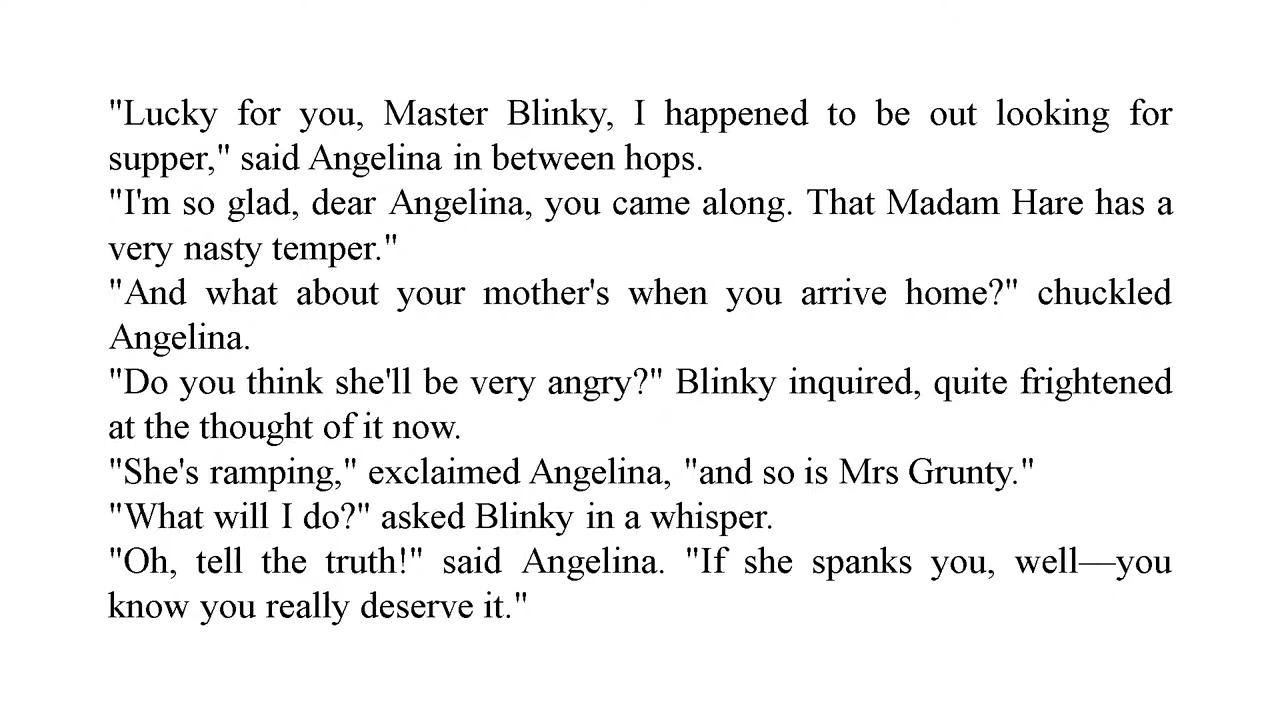 "Lucky for you, Master Blinky, I happened to be out looking for
supper," said Angelina in between hops.
"I'm so glad, dear Angelina, you came along. That Madam Hare has a
very nasty temper."
"And what about your mother's when you arrive home?" chuckled
Angelina.
"Do you think she'll be very angry?" Blinky inquired, quite frightened
at the thought of it now.
"She's ramping," exclaimed Angelina, "and so is Mrs Grunty."
"What will I do?" asked Blinky in a whisper.
"Oh, tell the truth!" said Angelina. "If she spanks you, well—you
know you really deserve it."